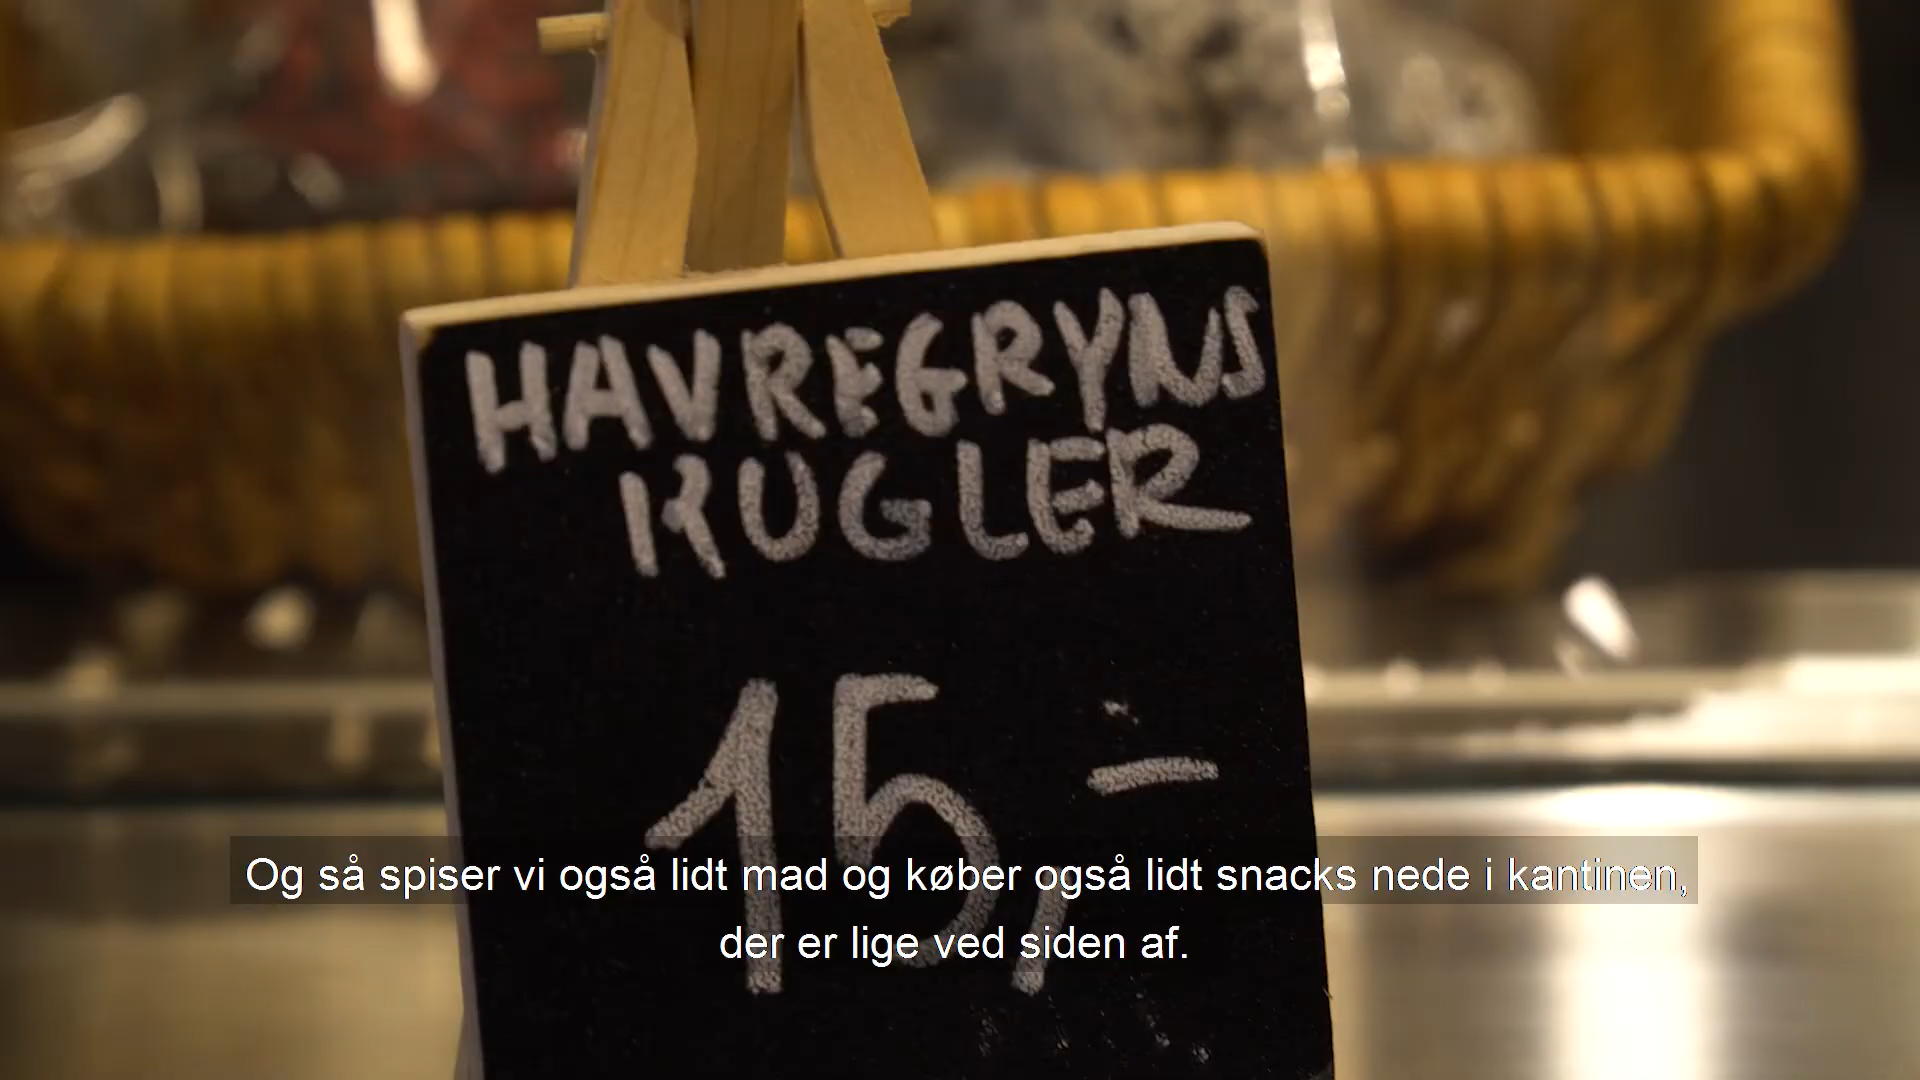 HAVREGRYNS
KUGLER
15,-
Og så spiser vi også lidt mad og køber også lidt snacks nede i kantinen,
der er lige ved siden af.